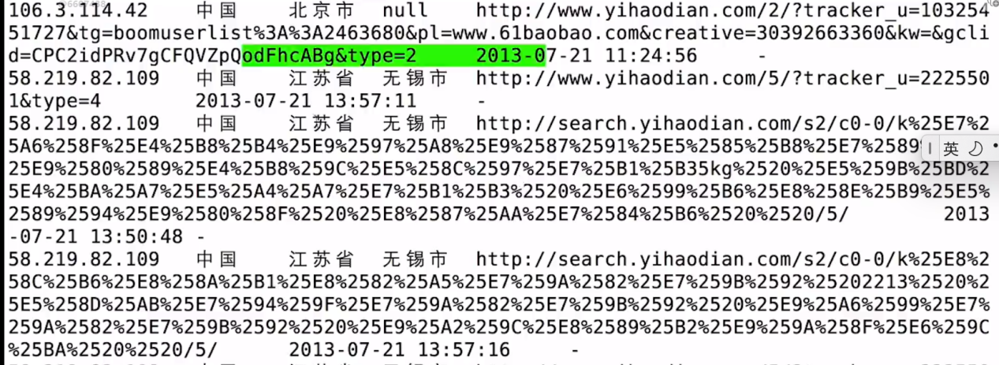 106.3.114.42 中国 北京市 null http://www.yihaodian.com/2/?tracker_u=103254
51727&tg=boomuserlist%3A%3A2463680&pl=www.61baobao.com&creative=30392663360&kw=&gcli
d=CPC2idPRv7gCFQVZpQodFhcABg&type=2 2013-07-21 11:24:56 -
58.219.82.109 中国 江苏省 无锡市 http://www.yihaodian.com/5/?tracker_u=222550
1&type=4 2013-07-21 13:57:11 -
58.219.82.109 中国 江苏省 无锡市 http://search.yihaodian.com/s2/c0-0/k%25E7%2
5A6%258F%25E4%25B8%25B4%25E9%2597%25A8%25E9%2587%2591%25E5%2585%25B8%25E7%2589
英
25E9%2580%2589%25E4%25B8%259C%25E5%258C%2597%25E7%25B1%25B35kg%2520%25E5%259B%25BD%2
5E4%25BA%25A7%25E5%25A4%25A7%25E7%25B1%25B3%2520%25E6%2599%25B6%25E8%258E%25B9%25E5%
2589%2594%25E9%2580%258F%2520%25E8%2587%25AA%25E7%2584%25B6%2520%2520/5/ 2013
-07-21 13:50:48 -
58.219.82.109 中国 江苏省 无锡市 http://search.yihaodian.com/s2/c0-0/k%25E8%2
58C%25B6%25E8%258A%25B1%25E8%2582%25A5%25E7%259A%2582%25E7%259B%2592%25202213%2520%2
5E5%258D%25AB%25E7%2594%259F%25E7%259A%2582%25E7%259B%2592%2520%25E9%25A6%2599%25E7%
259A%2582%25E7%259B%2592%2520%25E9%25A2%259C%25E8%2589%25B2%25E9%259A%258F%25E6%259C
%25BA%2520%2520/5/ 2013-07-21 13:57:16 -